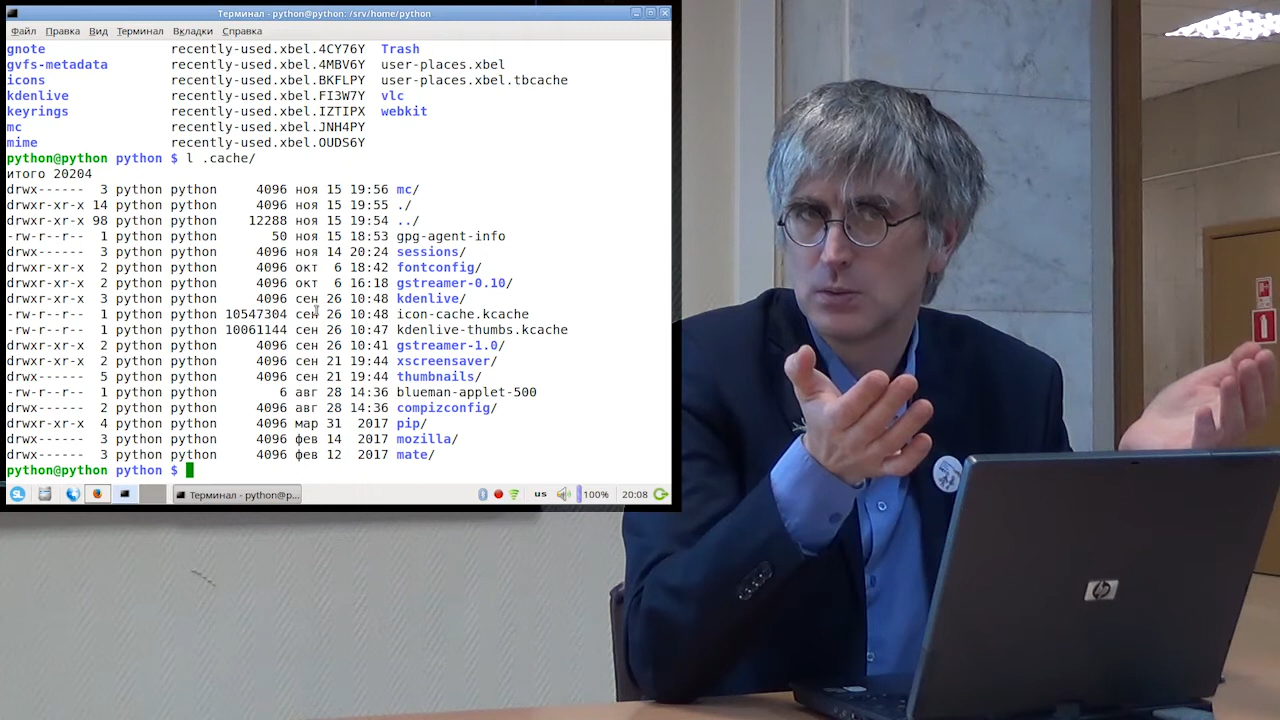 Терминал - python@python: /srv/home/python
Файл Правка Вид Терминал Вкладки Справка
gnote recently-used.xbel.4CY76Y Trash
gvfs-metadata recently-used.xbel.4MBV6Y user-places.xbel
icons recently-used.xbel.BKFLPY user-places.xbel.tbcache
kdenlive recently-used.xbel.FI3W7Y vlc
keyrings recently-used.xbel.IZTIPX webkit
mc recently-used.xbel.JNH4PY
mime recently-used.xbel.OUDS6Y
python@python python $ l .cache/
итого 20204
drwx------ 3 python python 4096 ноя 15 19:56 mc/
drwxr-xr-x 14 python python 4096 ноя 15 19:55 ./
drwxr-xr-x 98 python python 12288 ноя 15 19:54 ../
-rw-r--r-- 1 python python 50 ноя 15 18:53 gpg-agent-info
drwx------ 3 python python 4096 ноя 14 20:24 sessions/
drwxr-xr-x 2 python python 4096 окт 6 18:42 fontconfig/
drwxr-xr-x 2 python python 4096 окт 6 16:18 gstreamer-0.10/
drwxr-xr-x 3 python python 4096 сен 26 10:48 kdenlive/
-rw-r--r-- 1 python python 10547304 сен 26 10:48 icon-cache.kcache
-rw-r--r-- 1 python python 10061144 сен 26 10:47 kdenlive-thumbs.kcache
drwxr-xr-x 2 python python 4096 сен 26 10:41 gstreamer-1.0/
drwxr-xr-x 2 python python 4096 сен 21 19:44 xscreensaver/
drwx------ 5 python python 4096 сен 21 19:44 thumbnails/
-rw-r--r-- 1 python python 6 авг 28 14:36 blueman-applet-500
drwx------ 2 python python 4096 авг 28 14:36 compizconfig/
drwxr-xr-x 4 python python 4096 мар 31 2017 pip/
drwx------ 3 python python 4096 фев 14 2017 mozilla/
drwx------ 3 python python 4096 фев 12 2017 mate/
python@python python $
SL Терминал - python@p... us 100% 20:08
hp